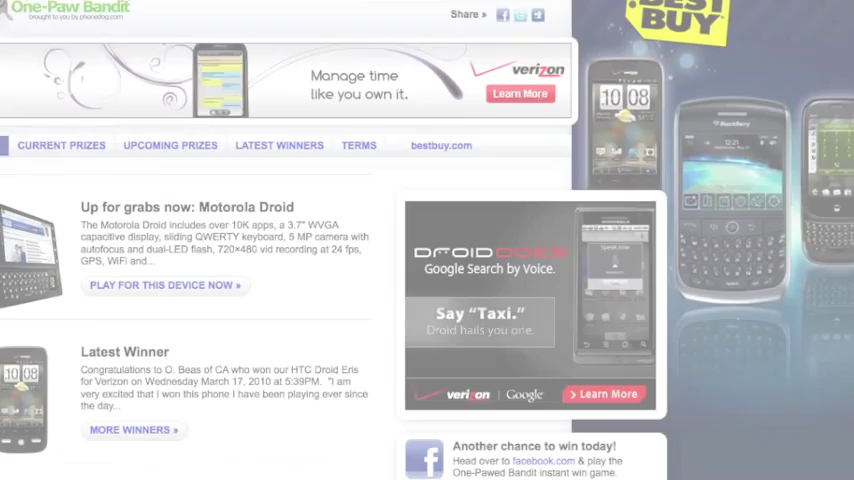 One-Paw Bandit
brought to you by phonedog.com
Share »
BEST
BUY
Manage time
like you own it.
verizon
Learn More
CURRENT PRIZES UPCOMING PRIZES LATEST WINNERS TERMS bestbuy.com
Up for grabs now: Motorola Droid
The Motorola Droid includes over 10K apps, a 3.7" WVGA
capacitive display, sliding QWERTY keyboard, 5 MP camera with
autofocus and dual-LED flash, 720×480 vid recording at 24 fps,
GPS, WiFi and...
PLAY FOR THIS DEVICE NOW »
DROIDDOES
Google Search by Voice.
Say “Taxi.”
Droid hails you one.
verizon | Google
Learn More
Latest Winner
Congratulations to O. Beas of CA who won our HTC Droid Eris
for Verizon on Wednesday March 17, 2010 at 5:39PM. "I am
very excited that I won this phone I have been playing ever since
the day...
MORE WINNERS »
Another chance to win today!
Head over to facebook.com & play the
One-Pawed Bandit instant win game.
10 08
BlackBerry
12:21
10 08